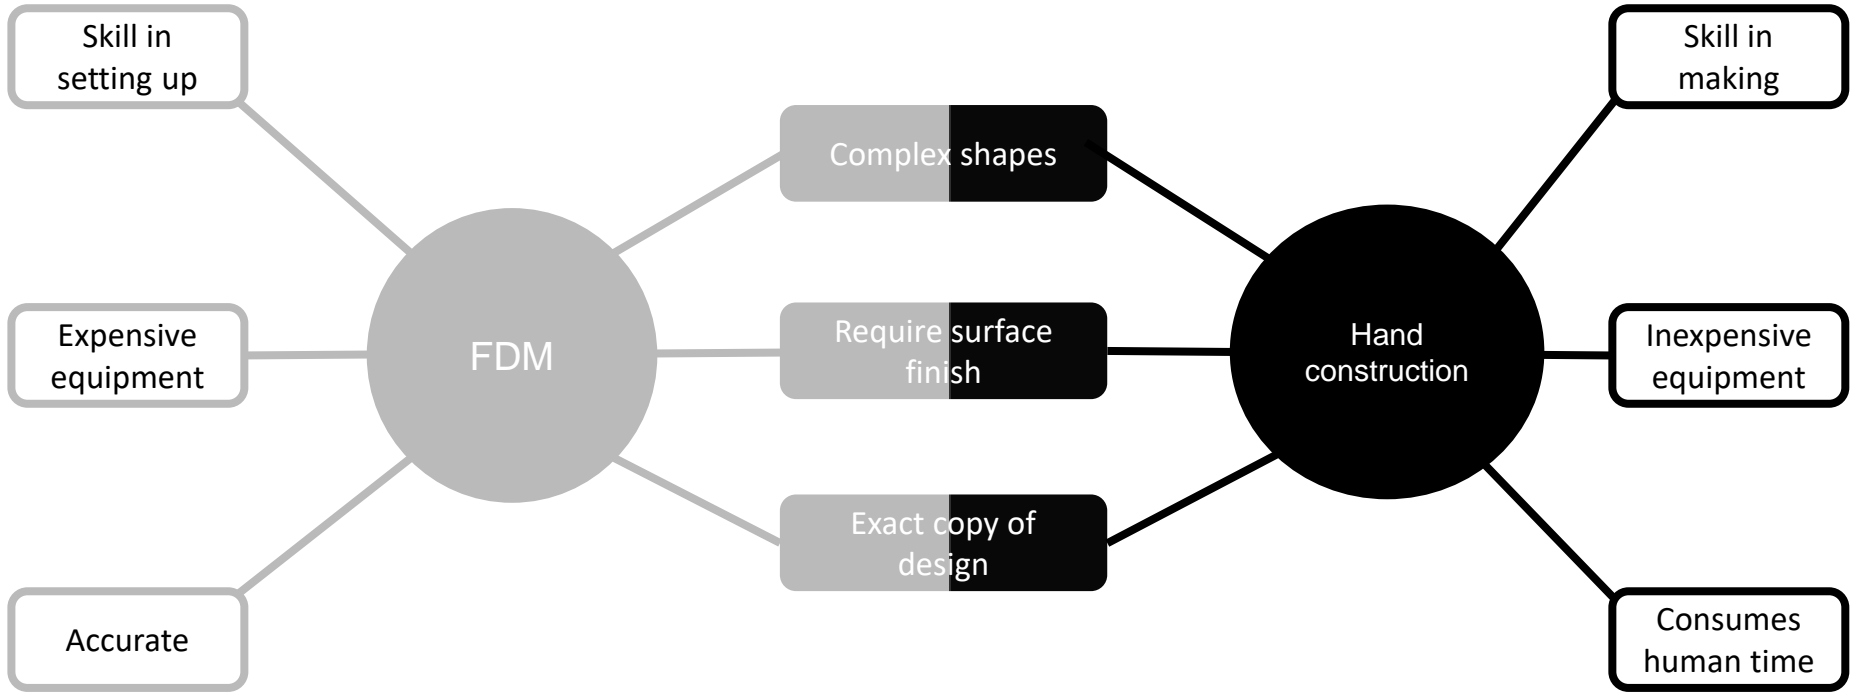 Skill in
setting up
Expensive
equipment
Accurate
FDM
Complex shapes
Require surface
finish
Exact copy of
design
Hand
construction
Skill in
making
Inexpensive
equipment
Consumes
human time